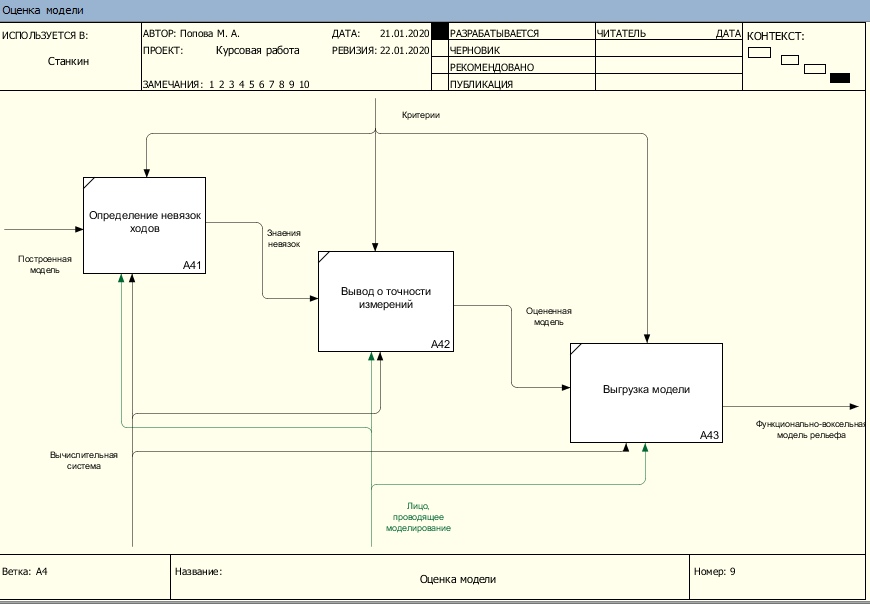 Оценка модели
ИСПОЛЬЗУЕТСЯ В:
Станкин
АВТОР: Попова М. А.
ДАТА: 21.01.2020
ПРОЕКТ: Курсовая работа
РЕВИЗИЯ: 22.01.2020
ЗАМЕЧАНИЯ: 1 2 3 4 5 6 7 8 9 10
РАЗРАБАТЫВАЕТСЯ
ЧЕРНОВИК
РЕКОМЕНДОВАНО
ПУБЛИКАЦИЯ
ЧИТАТЕЛЬ ДАТА
КОНТЕКСТ:
Критерии
Определение невязок
ходов
A41
Построенная
модель
Знаения
невязок
Вывод о точности
измерений
A42
Оцененная
модель
Выгрузка модели
A43
Функционально-воксельная
модель рельефа
Вычислительная
система
Лицо,
проводящее
моделирование
Ветка: A4
Название:
Оценка модели
Номер: 9